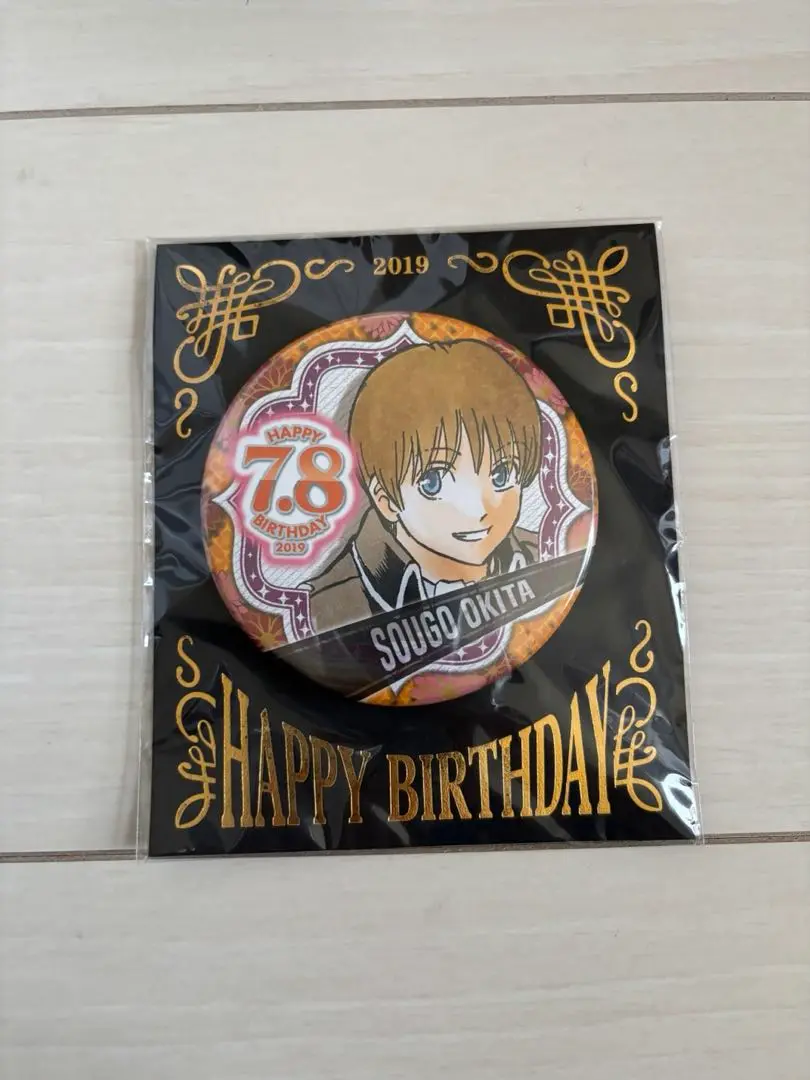 2019
HAPPY
7.8
BIRTHDAY
2019
SOUGO OKITA
HAPPY BIRTHDAY